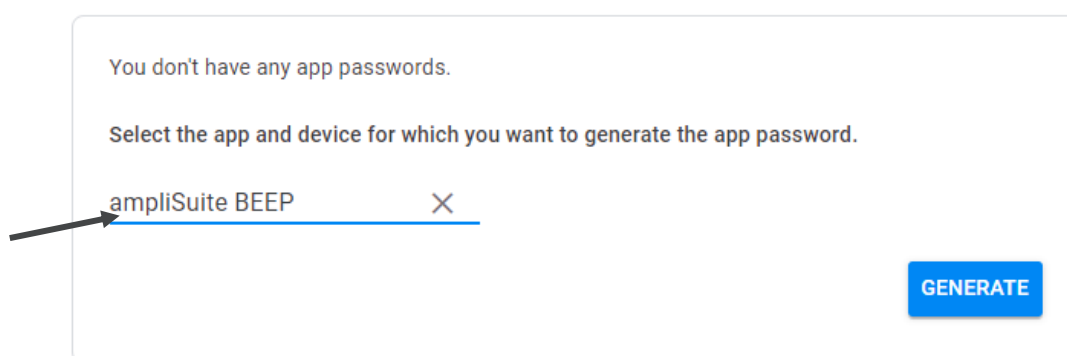 You don't have any app passwords.
Select the app and device for which you want to generate the app password.
ampliSuite BEEP
GENERATE